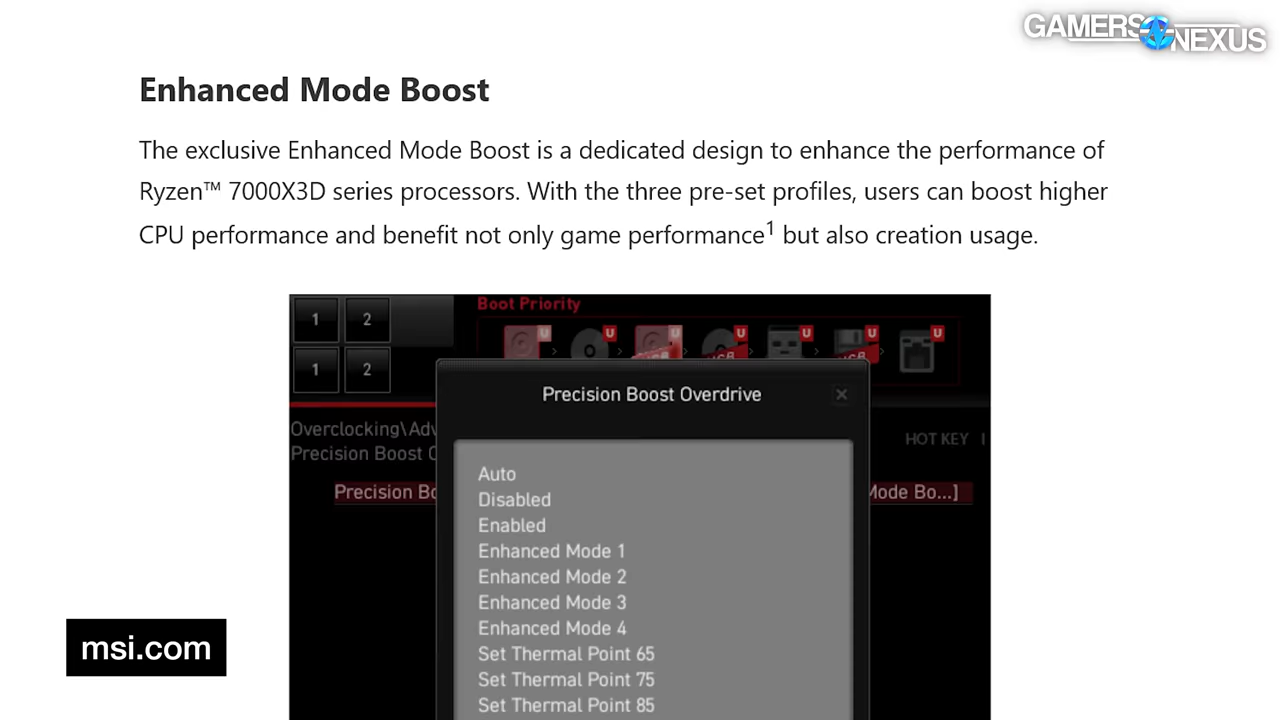 GAMERS NEXUS
Enhanced Mode Boost
The exclusive Enhanced Mode Boost is a dedicated design to enhance the performance of
Ryzen™ 7000X3D series processors. With the three pre-set profiles, users can boost higher
CPU performance and benefit not only game performance¹ but also creation usage.
1 2
Boot Priority
U U U U U U U
1 2
USB USB USB
Precision Boost Overdrive
Overclocking\Adv
HOT KEY
Precision Boost O
Auto
Precision Bo
Mode Bo...]
Disabled
Enabled
Enhanced Mode 1
Enhanced Mode 2
Enhanced Mode 3
Enhanced Mode 4
Set Thermal Point 65
Set Thermal Point 75
Set Thermal Point 85
msi.com